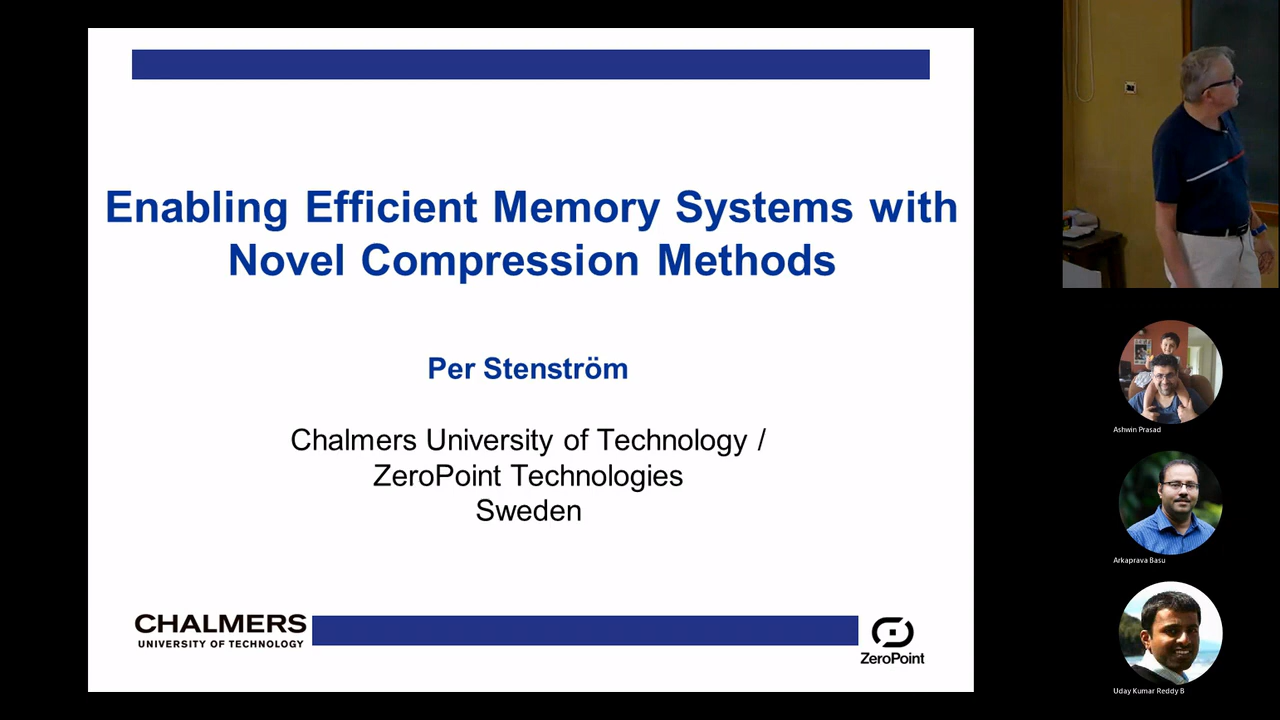 Enabling Efficient Memory Systems with
Novel Compression Methods
Per Stenström
Chalmers University of Technology /
ZeroPoint Technologies
Sweden
CHALMERS
UNIVERSITY OF TECHNOLOGY
ZeroPoint
Ashwin Prasad
Arkaprava Basu
Uday Kumar Reddy B